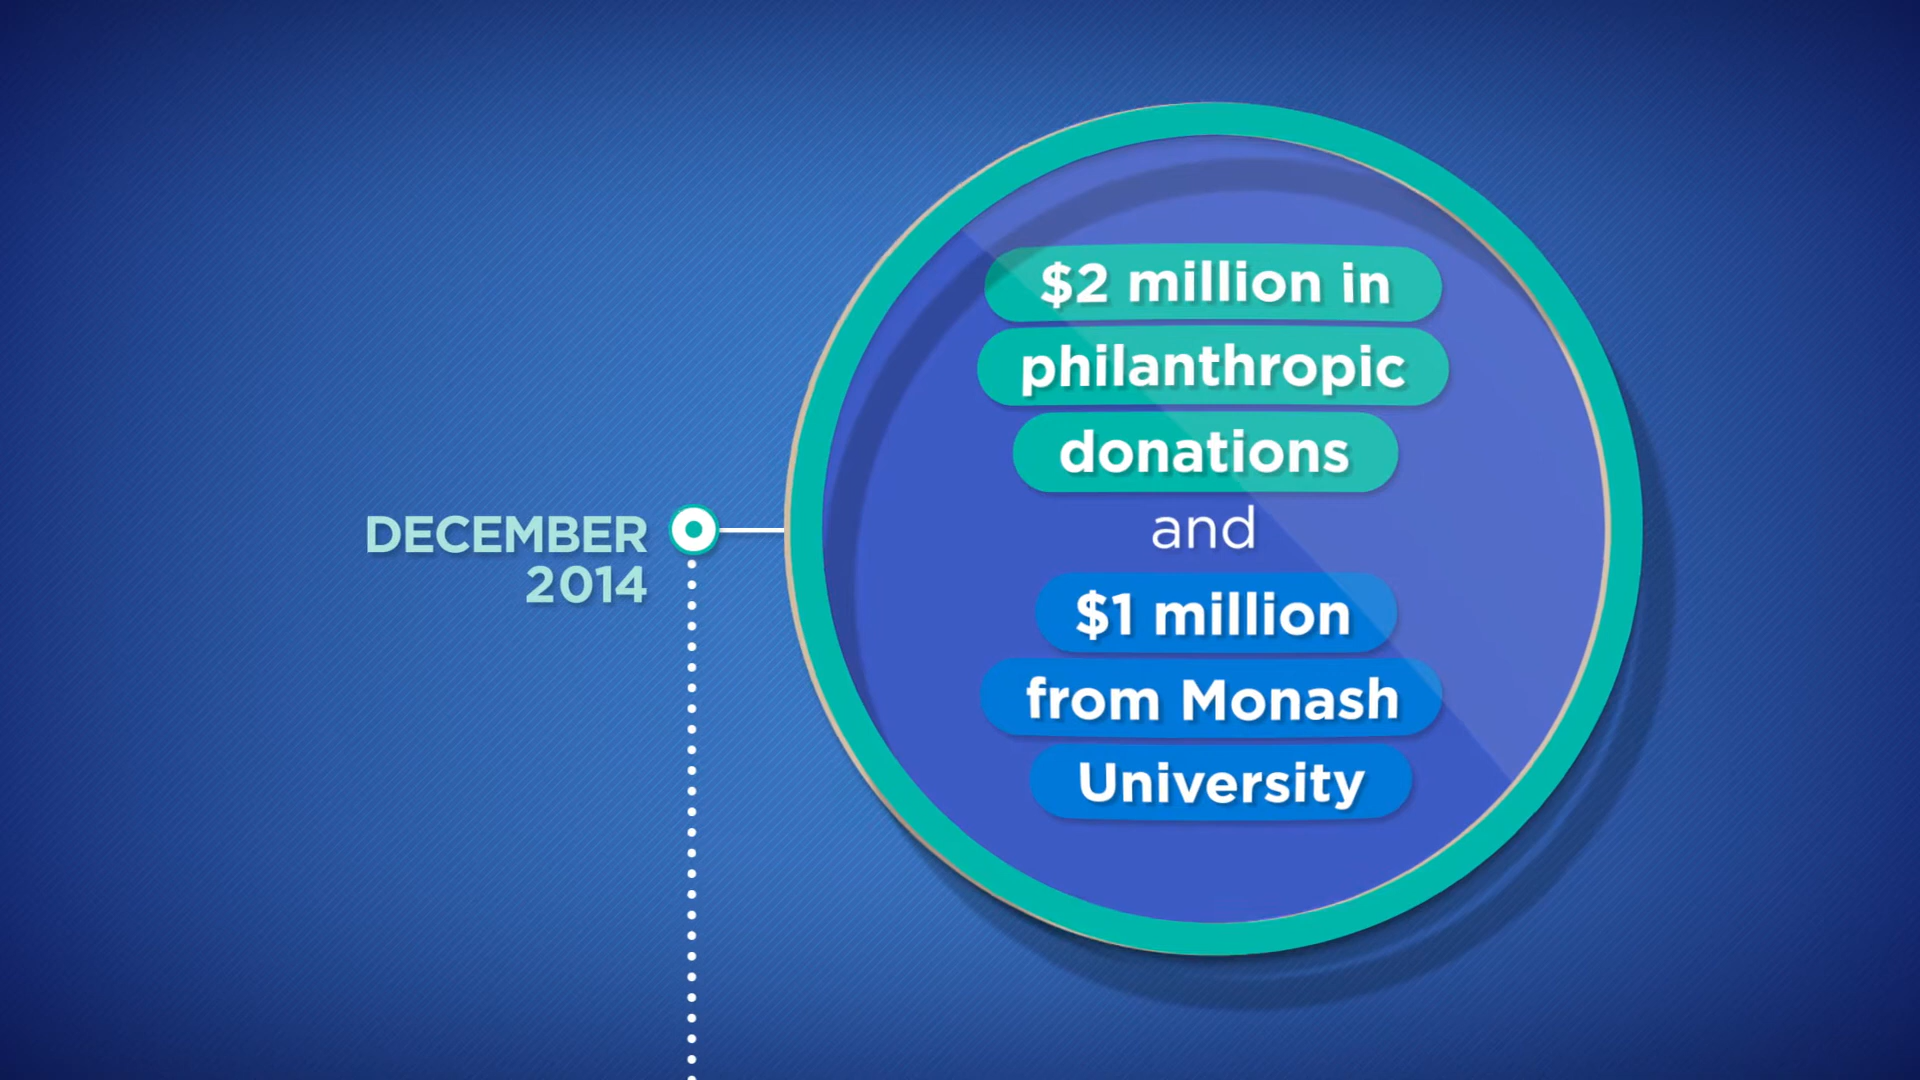 DECEMBER
2014
$2 million in
philanthropic
donations
and
$1 million
from Monash
University